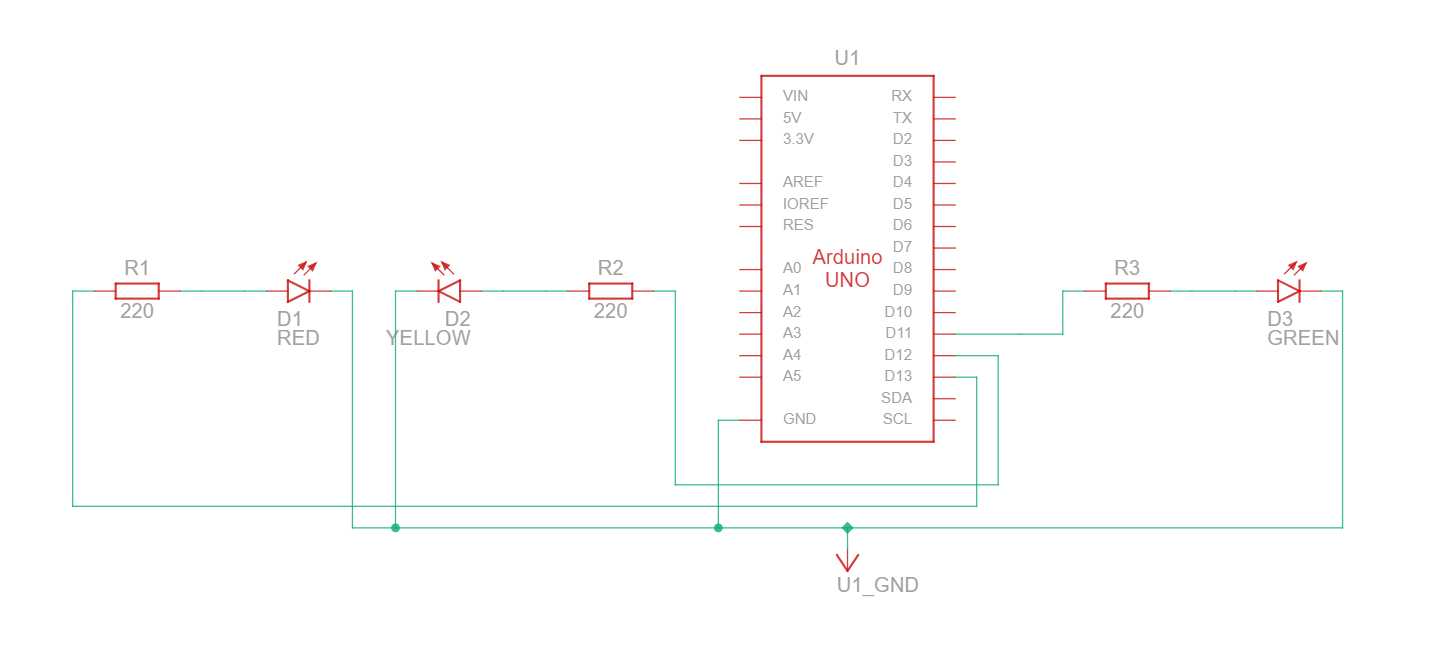 U1
VIN
RX
5V
TX
3.3V
D2
D3
AREF
D4
IOREF
D5
RES
D6
D7
Arduino
UNO
A0
D8
A1
D9
A2
D10
A3
D11
A4
D12
A5
D13
SDA
GND
SCL
R1
220
D1
RED
D2
YELLOW
R2
220
R3
220
D3
GREEN
U1_GND